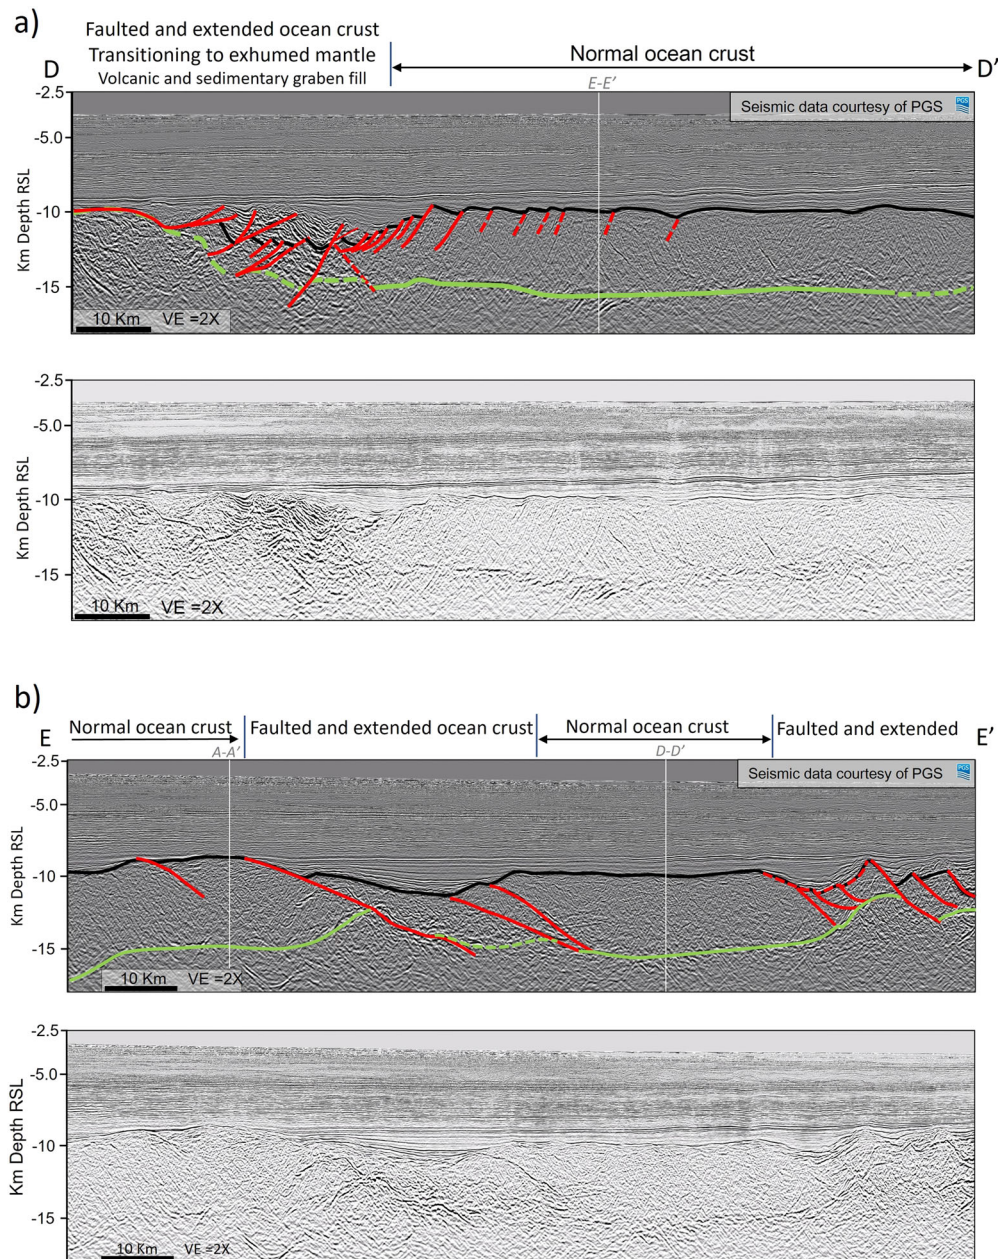 a)
Faulted and extended ocean crust
Transitioning to exhumed mantle
Volcanic and sedimentary graben fill
Normal ocean crust
D
D’
E-E’
Seismic data courtesy of PGS
PGS
-2.5
-5.0
-10
-15
Km Depth RSL
10 Km VE =2X
-2.5
-5.0
-10
-15
Km Depth RSL
10 Km VE =2X
b)
Normal ocean crust
Faulted and extended ocean crust
Normal ocean crust
Faulted and extended
E
E’
A-A’
D-D’
Seismic data courtesy of PGS
PGS
-2.5
-5.0
-10
-15
Km Depth RSL
10 Km VE =2X
-2.5
-5.0
-10
-15
Km Depth RSL
10 Km VE =2X